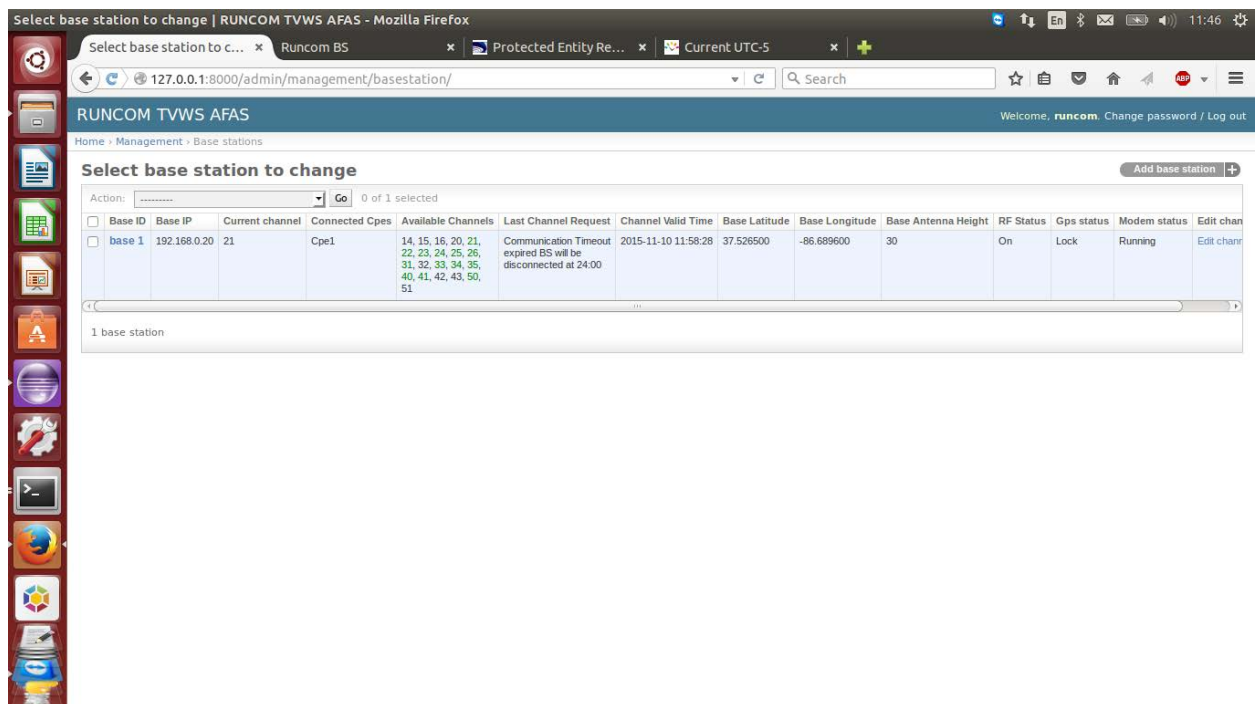 Select base station to change | RUNCOM TVWS AFAS - Mozilla Firefox
En
11:46
Select base station to c... ×
Runcom BS ×
Protected Entity Re... ×
Current UTC-5 ×
127.0.0.1:8000/admin/management/basestation/
Search
ABP
RUNCOM TVWS AFAS
Welcome, runcom. Change password / Log out
Home › Management › Base stations
Select base station to change
Add base station +
Action: --------- Go 0 of 1 selected
Base ID Base IP Current channel Connected Cpes Available Channels Last Channel Request Channel Valid Time Base Latitude Base Longitude Base Antenna Height RF Status Gps status Modem status Edit chan
base 1 192.168.0.20 21 Cpe1 14, 15, 16, 20, 21, Communication Timeout 2015-11-10 11:58:28 37.526500 -86.689600 30 On Lock Running Edit chanr
22, 23, 24, 25, 26, expired BS will be
31, 32, 33, 34, 35, disconnected at 24:00
40, 41, 42, 43, 50,
51
1 base station